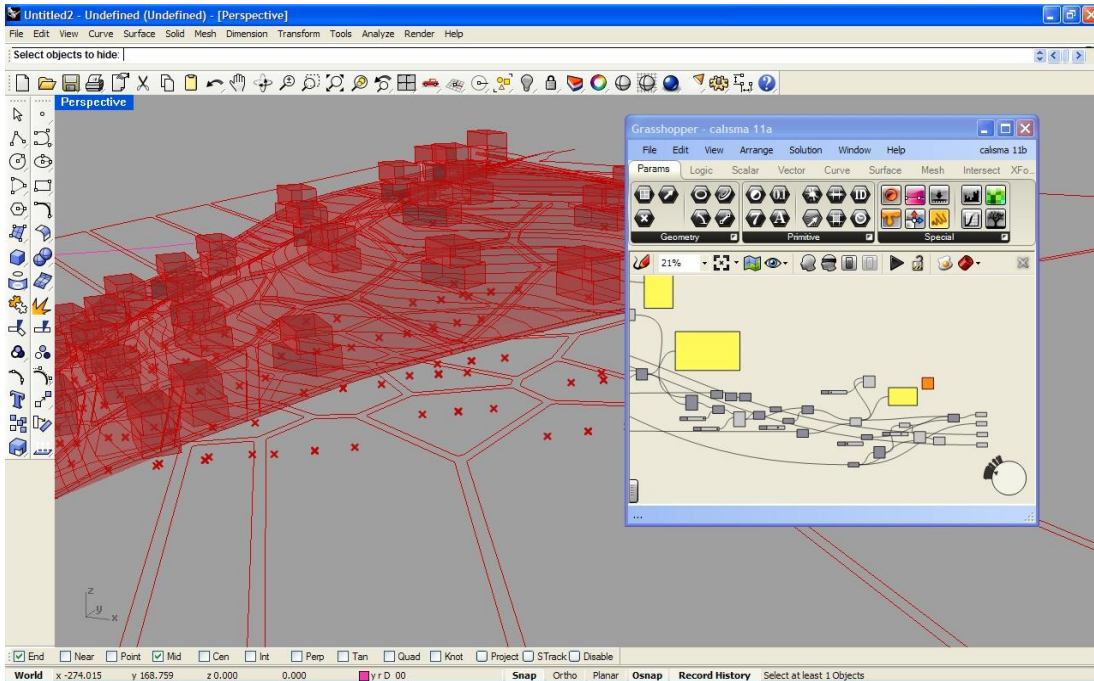 Untitled2 - Undefined (Undefined) - [Perspective]
File Edit View Curve Surface Solid Mesh Dimension Transform Tools Analyze Render Help
Select objects to hide:
Perspective
Grasshopper - calisma 11a
File Edit View Arrange Solution Window Help calisma 11b
Params Logic Scalar Vector Curve Surface Mesh Intersect XFo...
Geometry Primitive Special
21%
...
z
y
x
End Near Point Mid Cen Int Perp Tan Quad Knot Project STrack Disable
World x -274.015 y 168.759 z 0.000 0.000 y r D 00 Snap Ortho Planar Osnap Record History Select at least 1 Objects